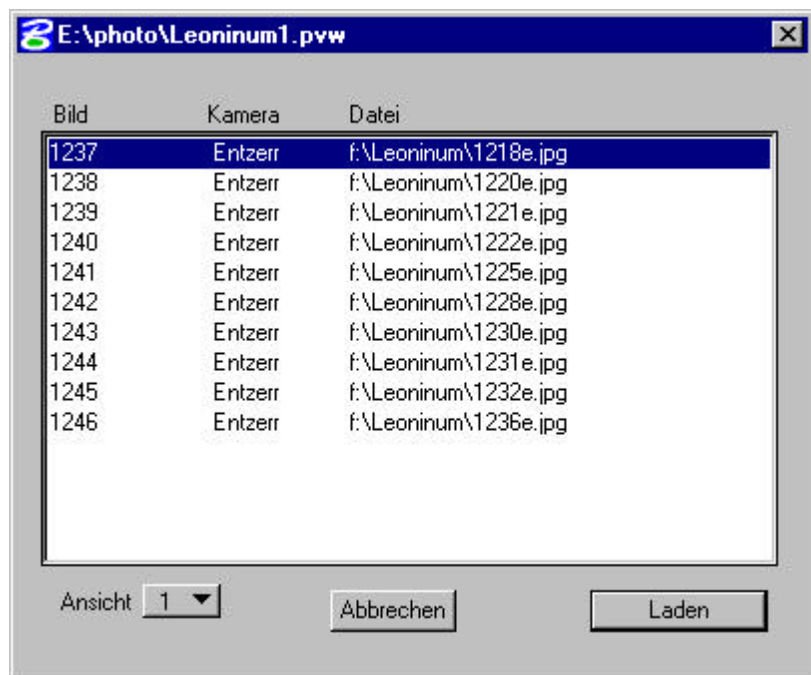 E:\photo\Leoninum1.pvw
Bild Kamera Datei
1237 Entzerr f:\Leoninum\1218e.jpg
1238 Entzerr f:\Leoninum\1220e.jpg
1239 Entzerr f:\Leoninum\1221e.jpg
1240 Entzerr f:\Leoninum\1222e.jpg
1241 Entzerr f:\Leoninum\1225e.jpg
1242 Entzerr f:\Leoninum\1228e.jpg
1243 Entzerr f:\Leoninum\1230e.jpg
1244 Entzerr f:\Leoninum\1231e.jpg
1245 Entzerr f:\Leoninum\1232e.jpg
1246 Entzerr f:\Leoninum\1236e.jpg
Ansicht 1 Abbrechen Laden